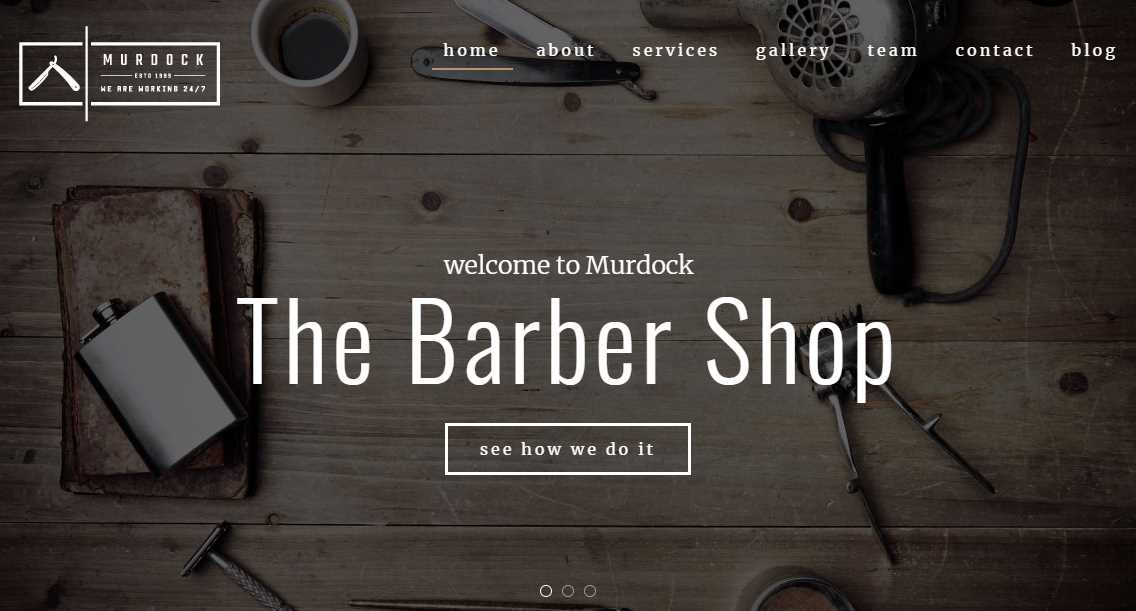 MURDOCK
ESTD 1985
WE ARE WORKING 24/7
home about services gallery team contact blog
welcome to Murdock
The Barber Shop
see how we do it